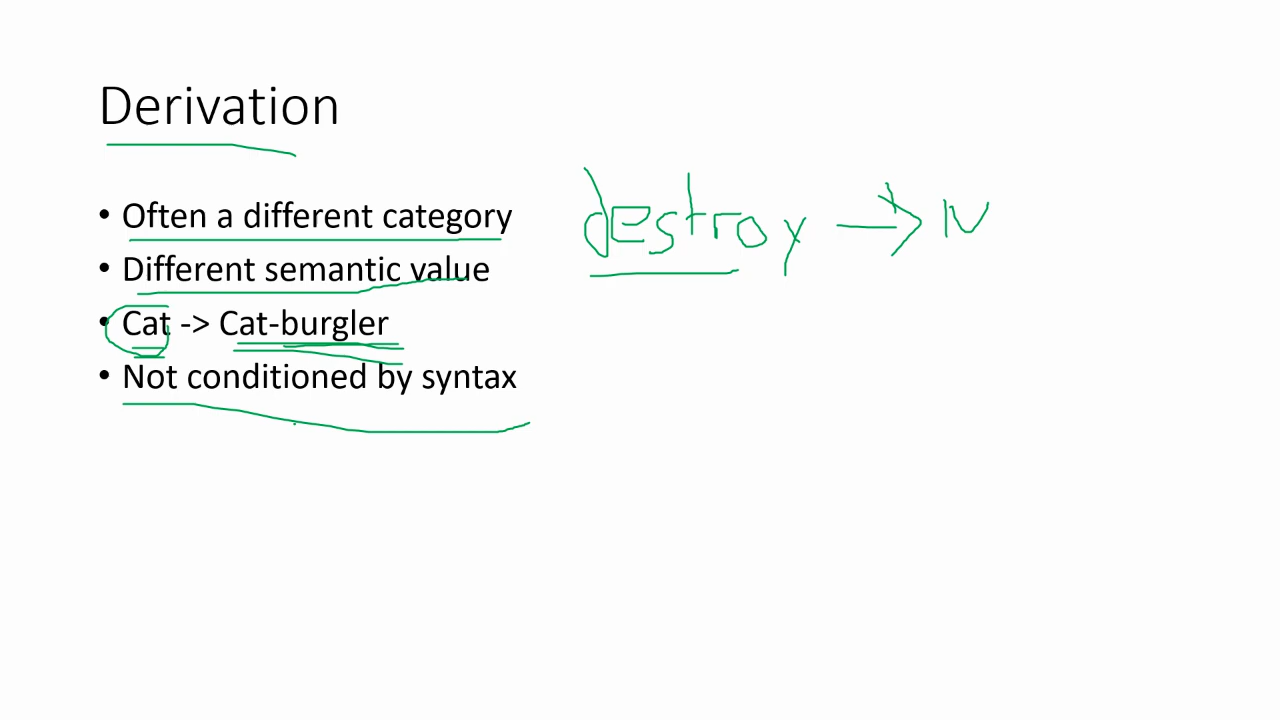 Derivation
• Often a different category
• Different semantic value
• Cat -> Cat-burgler
• Not conditioned by syntax
destroy → N